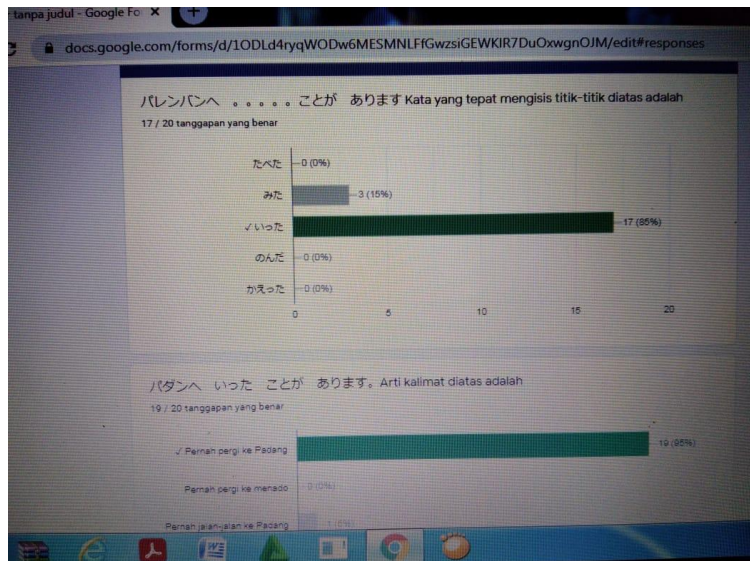 tanpa judul - Google Fo
docs.google.com/forms/d/1ODLd4ryqWODw6MESMNLFfGwzsiGEWKlR7DuOxwgnOJM/edit#responses
パレンバンへ 。。。。。ことが あります Kata yang tepat mengisis titik-titik diatas adalah
17 / 20 tanggapan yang benar
たべた 0 (0%)
みた 3 (15%)
✓ いった 17 (85%)
のんだ 0 (0%)
かえった 0 (0%)
0 5 10 15 20
パダンへ いった ことが あります。Arti kalimat diatas adalah
19 / 20 tanggapan yang benar
✓ Pernah pergi ke Padang 19 (95%)
Pernah pergi ke menado 0 (0%)
Pernah jalan-jalan ke Padang 1 (5%)